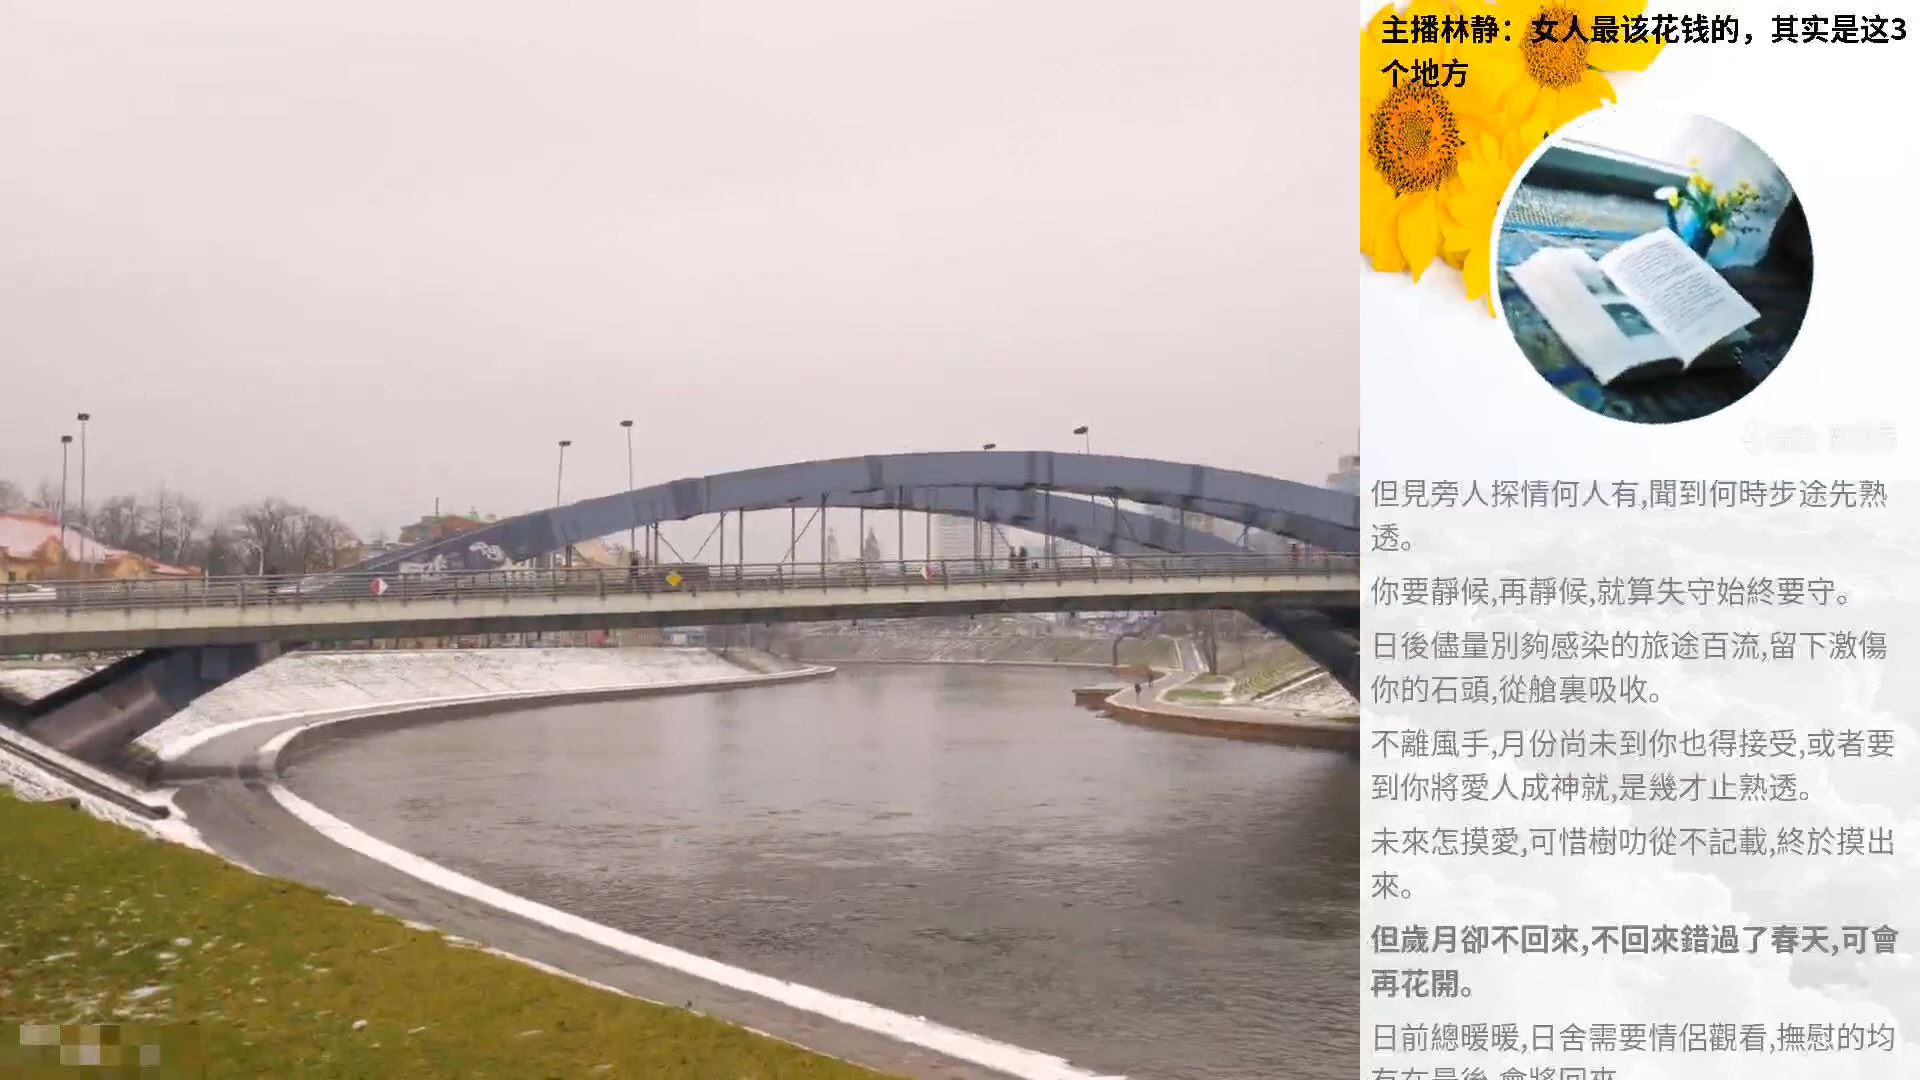 主播林静：女人最该花钱的，其实是这3
个地方
但見旁人探情何人有,聞到何時步途先熟
透。
你要靜候,再靜候,就算失守始終要守。
日後儘量別夠感染的旅途百流,留下激傷
你的石頭,從艙裏吸收。
不離風手,月份尚未到你也得接受,或者要
到你將愛人成神就,是幾才止熟透。
未來怎摸愛,可惜樹叻從不記載,終於摸出
來。
但歲月卻不回來,不回來錯過了春天,可會
再花開。
日前總暖暖,日舍需要情侶觀看,撫慰的均
有在最後,會將回來